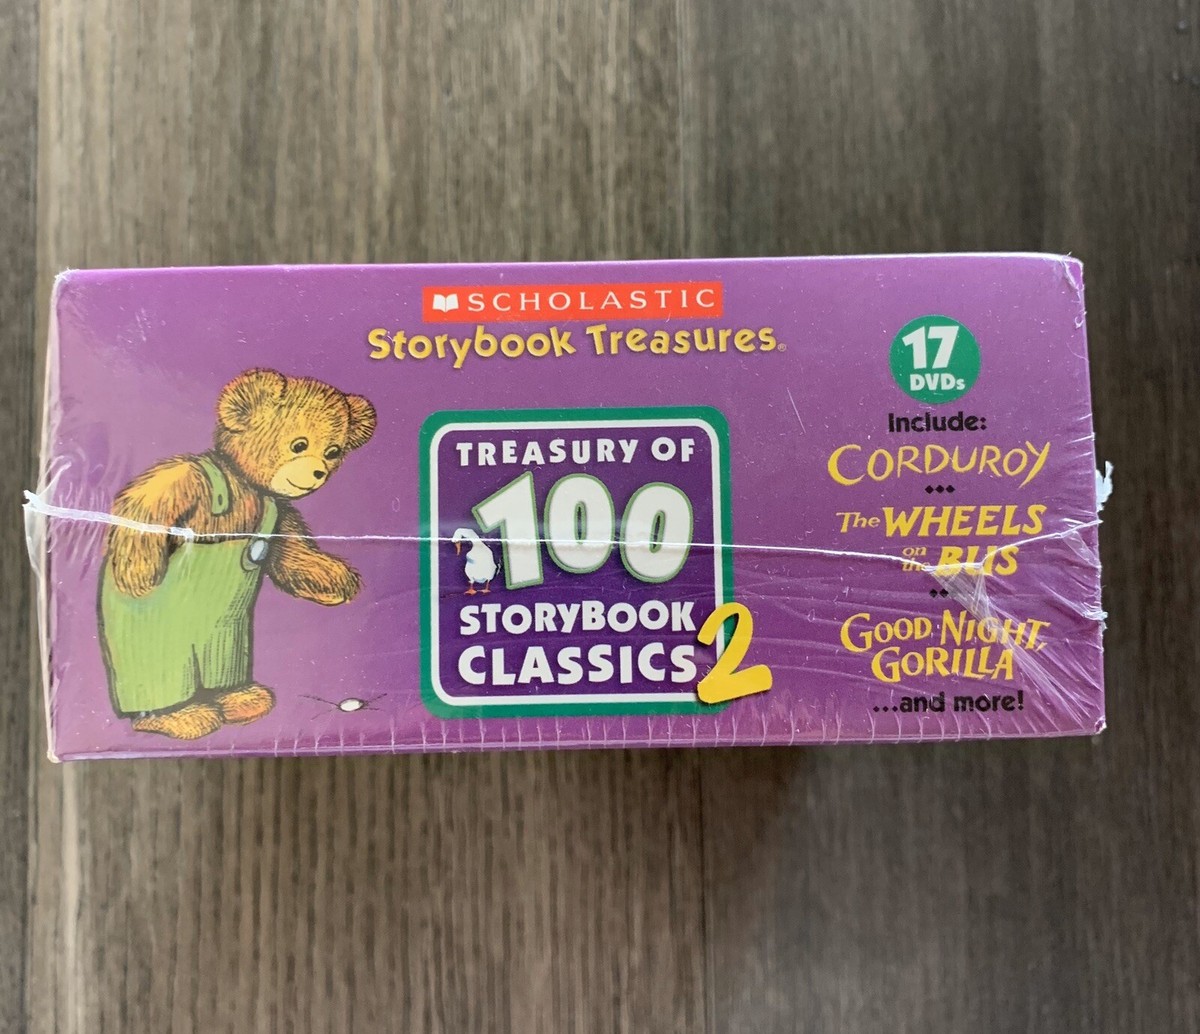 SCHOLASTIC
Storybook Treasures®
TREASURY OF
100
STORYBOOK
CLASSICS 2
17
DVDs
Include:
CORDUROY
The WHEELS
on the BUS
GOOD NIGHT,
GORILLA
...and more!